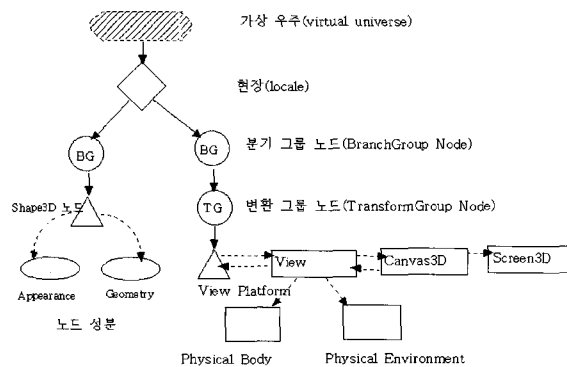 가상 우주(virtual universe)
현장(locale)
BG
BG
분기 그룹 노드(BranchGroup Node)
Shape3D 노드
TG
변환 그룹 노드(TransformGroup Node)
View
Canvas3D
Screen3D
Appearance
Geometry
View Platform
노드 성분
Physical Body
Physical Environment